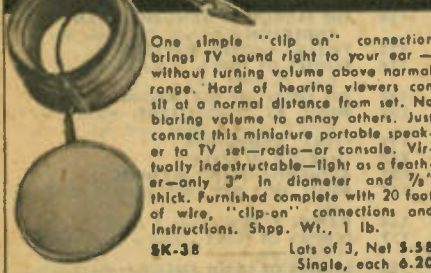 One simple "clip on" connection
brings TV sound right to your ear —
without turning volume above normal
range. Hard of hearing viewers can
sit at a normal distance from set. No
blaring volume to annoy others. Just
connect this miniature portable speak-
er to TV set—radio—or console. Vir-
tually indestructable—light as a feath-
er—only 3" in diameter and 7/8"
thick. Furnished complete with 20 foot
of wire, "clip-on" connections and
instructions. Shpg. Wt., 1 lb.
SK-38 Lots of 3, Net 5.58
Single, each 6.20